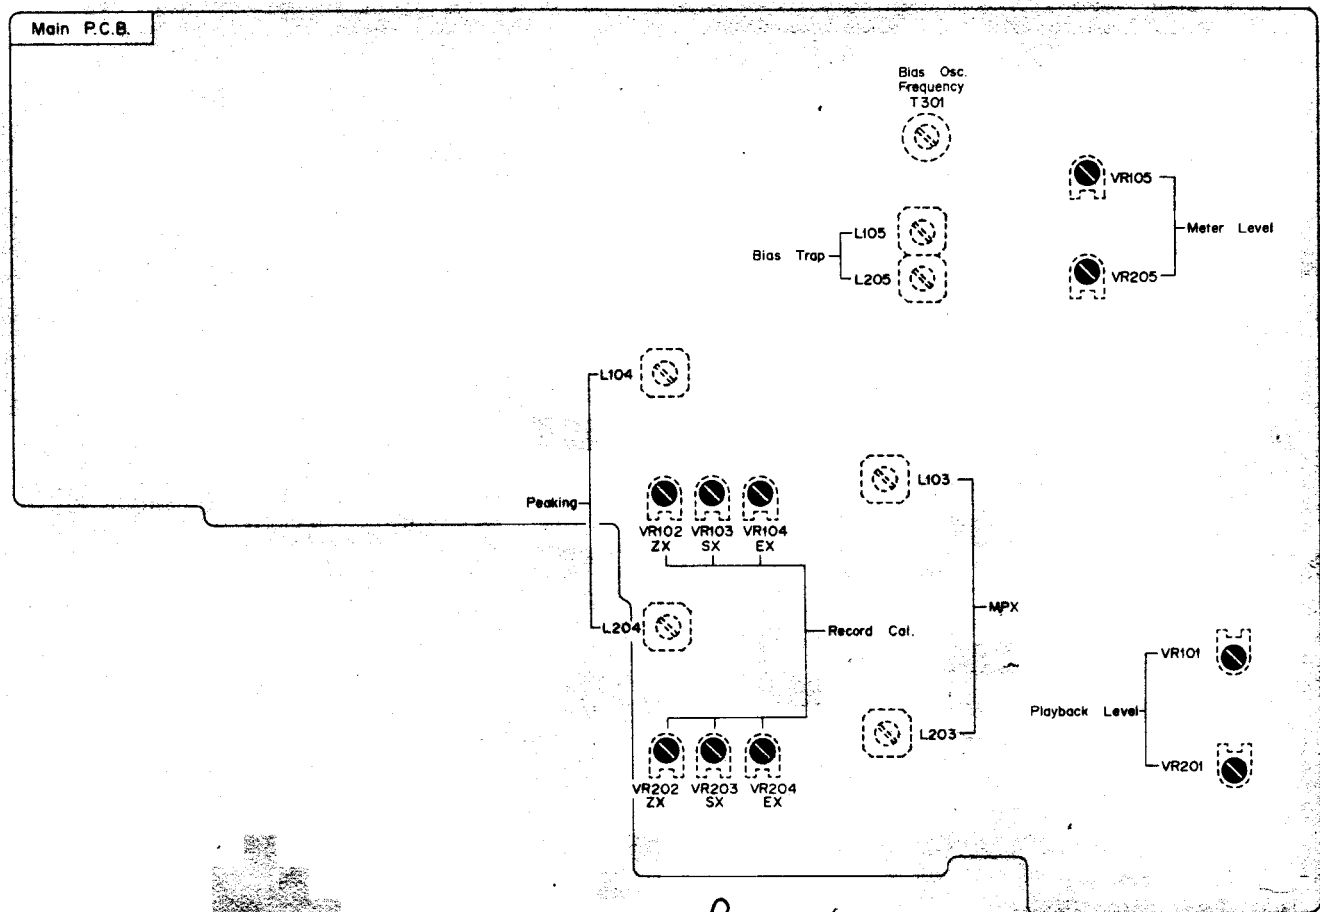 Main P.C.B.
Bias Osc.
Frequency
T301
VR105
Meter Level
VR205
L105
Bias Trap
L205
L104
Peaking
L103
VR102 VR103 VR104
ZX SX EX
MPX
L204
Record Cal.
VR101
Playback Level
L203
VR201
VR202 VR203 VR204
ZX SX EX